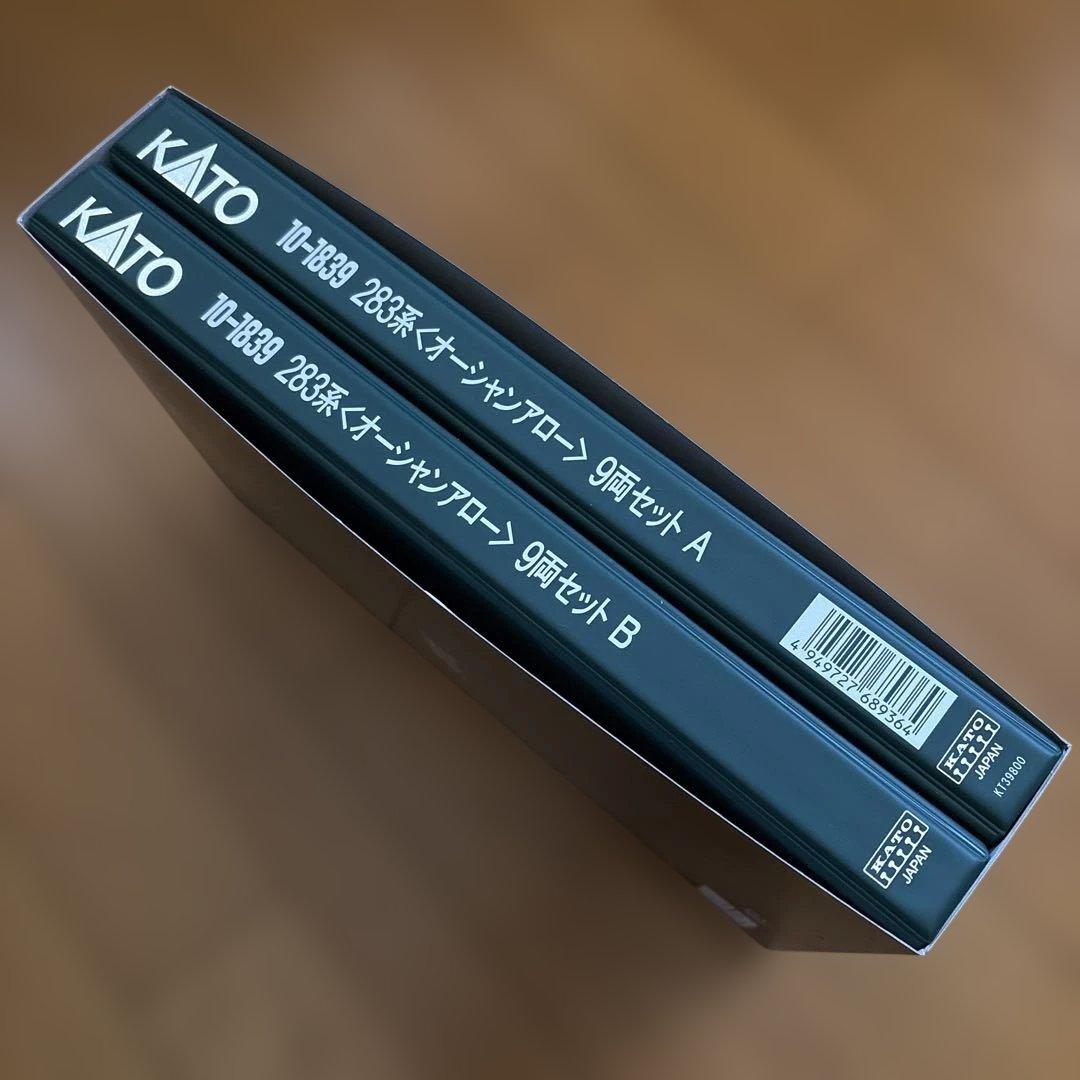 KATO 10-1839 283系<オーシャンアロー> 9両セット A
4 949727 689364
KATO
JAPAN
KT39800
KATO 10-1839 283系<オーシャンアロー> 9両セット B
KATO
JAPAN